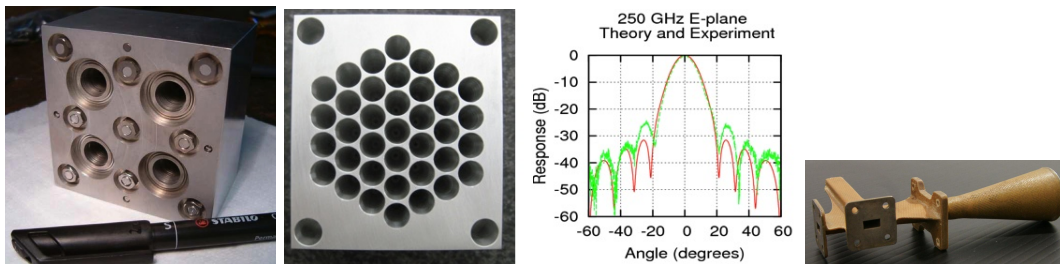 S
STABILO
250 GHz E-plane
Theory and Experiment
Response (dB)
0
-10
-20
-30
-40
-50
-60
-60 -40 -20 0 20 40 60
Angle (degrees)